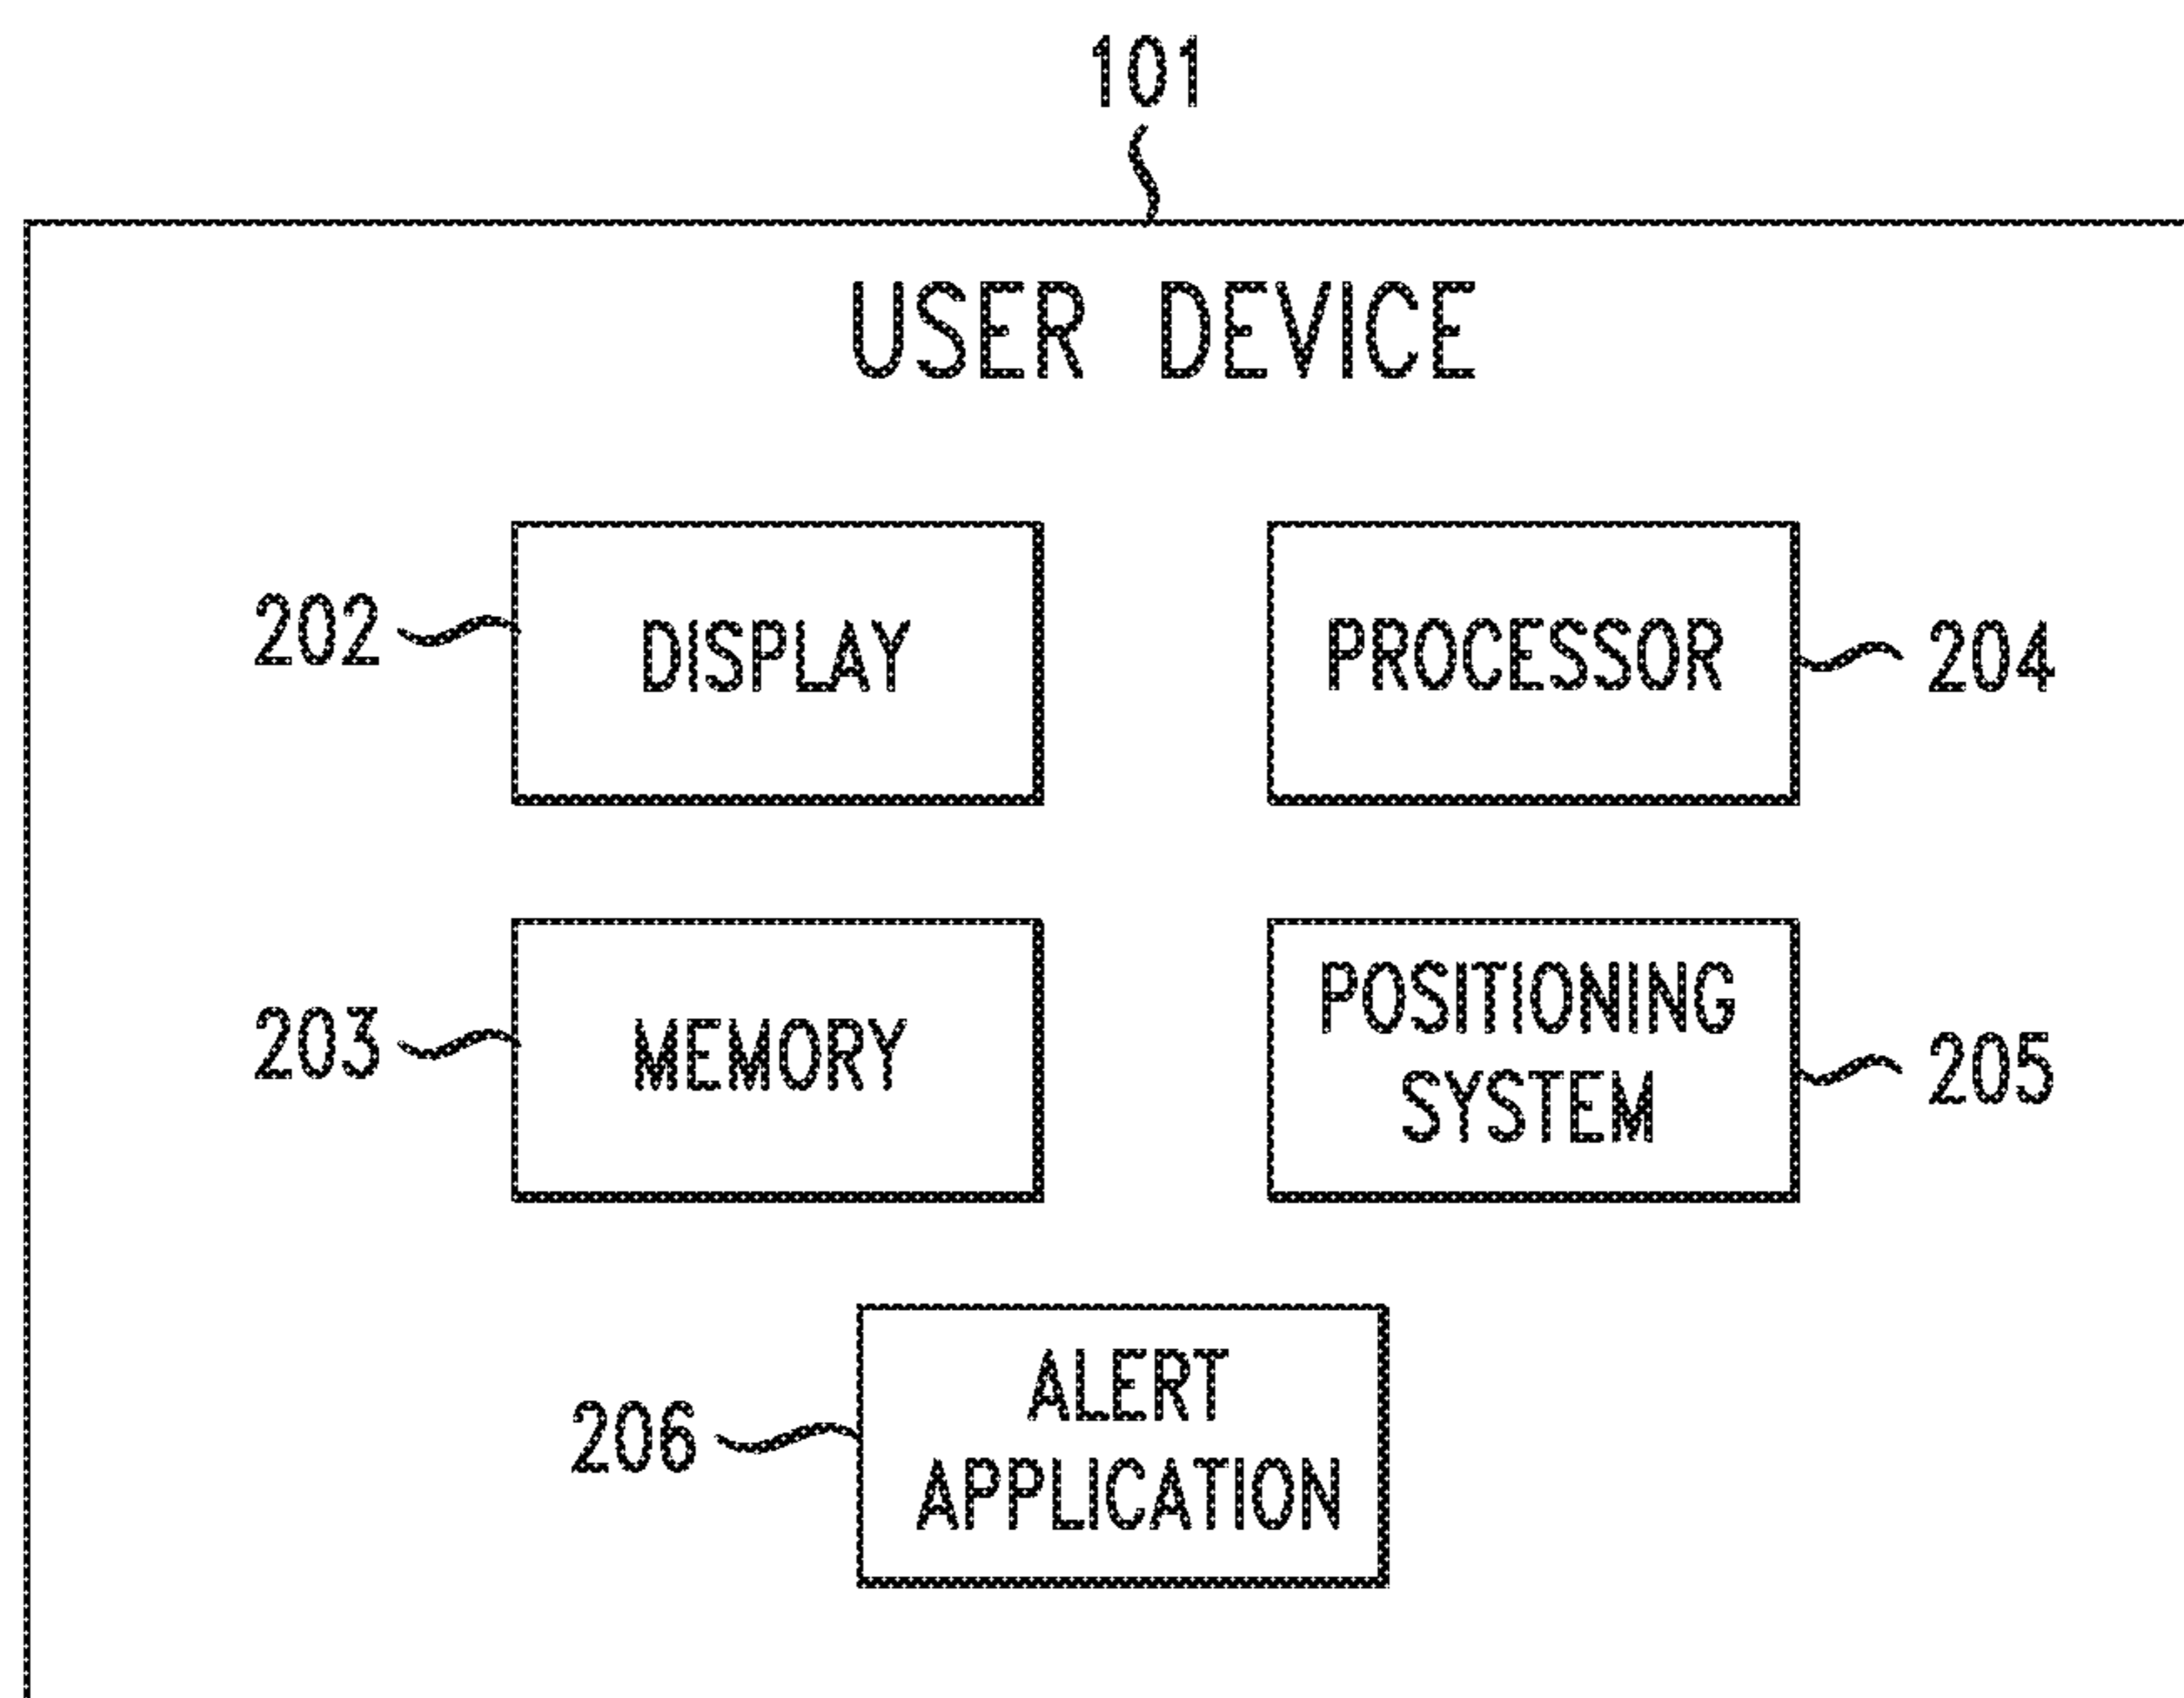 101
USER DEVICE
202
DISPLAY
PROCESSOR
204
203
MEMORY
POSITIONING
SYSTEM
205
206
ALERT
APPLICATION